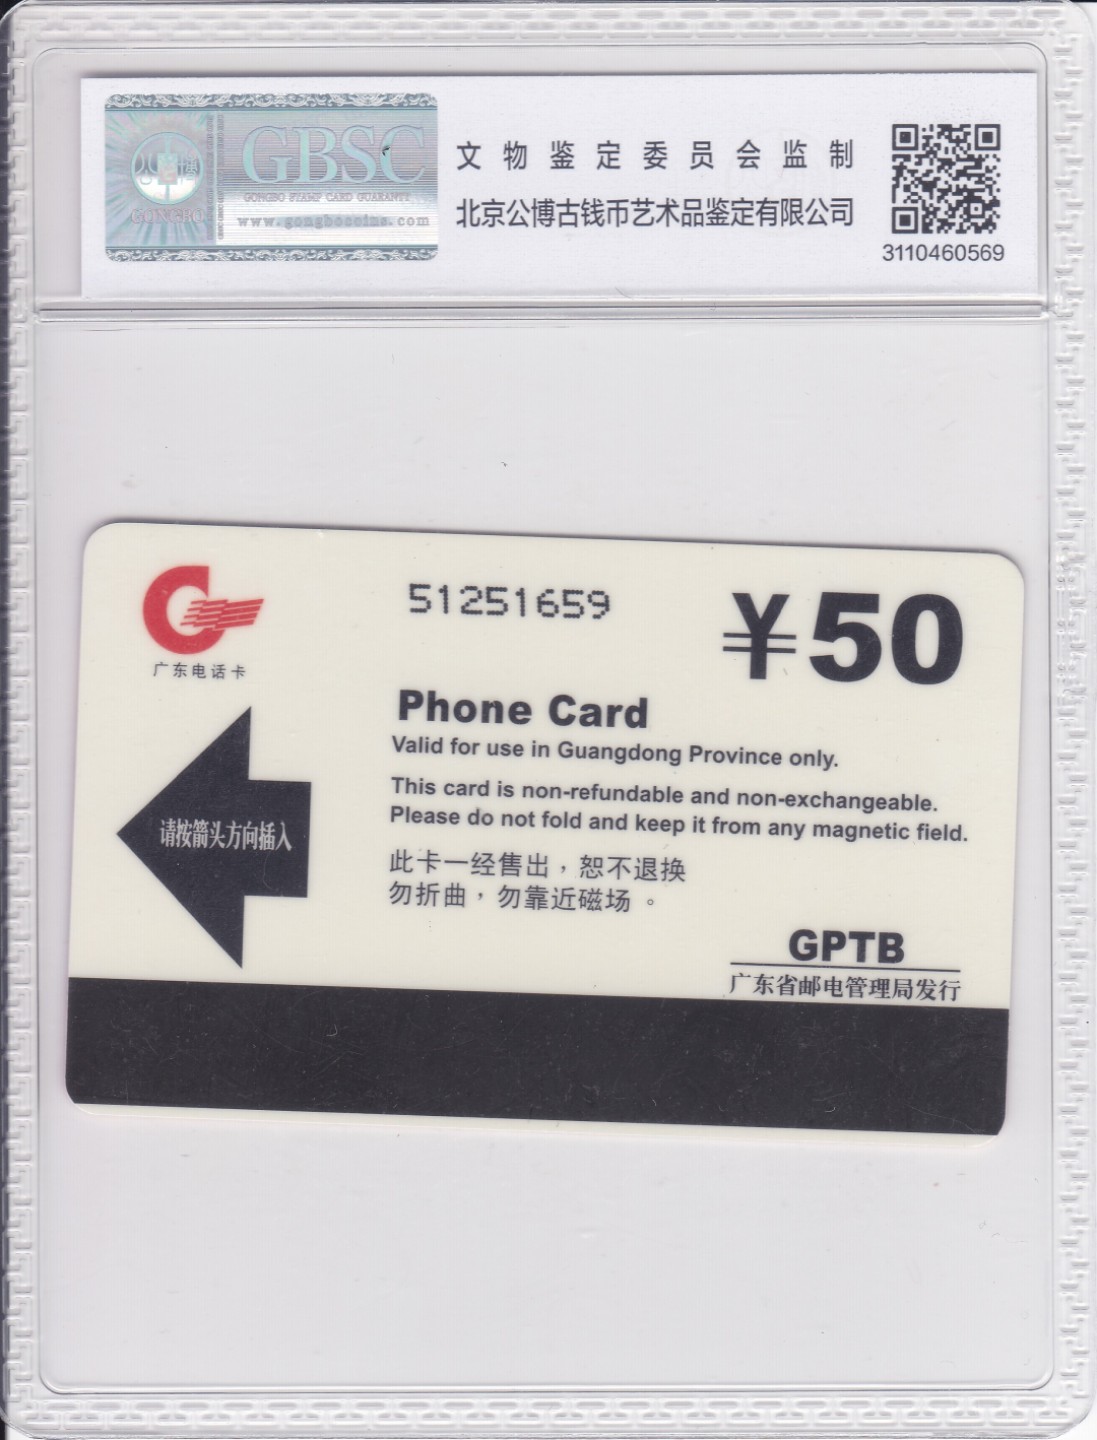 GBSC
GONGBO STAMP CARD GUARANTY
www.gongbocoins.com
公博
GONGBO
文物鉴定委员会监制
北京公博古钱币艺术品鉴定有限公司
3110460569
广东电话卡
51251659
¥50
Phone Card
Valid for use in Guangdong Province only.
This card is non-refundable and non-exchangeable.
Please do not fold and keep it from any magnetic field.
请按箭头方向插入
此卡一经售出，恕不退换
勿折曲，勿靠近磁场。
GPTB
广东省邮电管理局发行